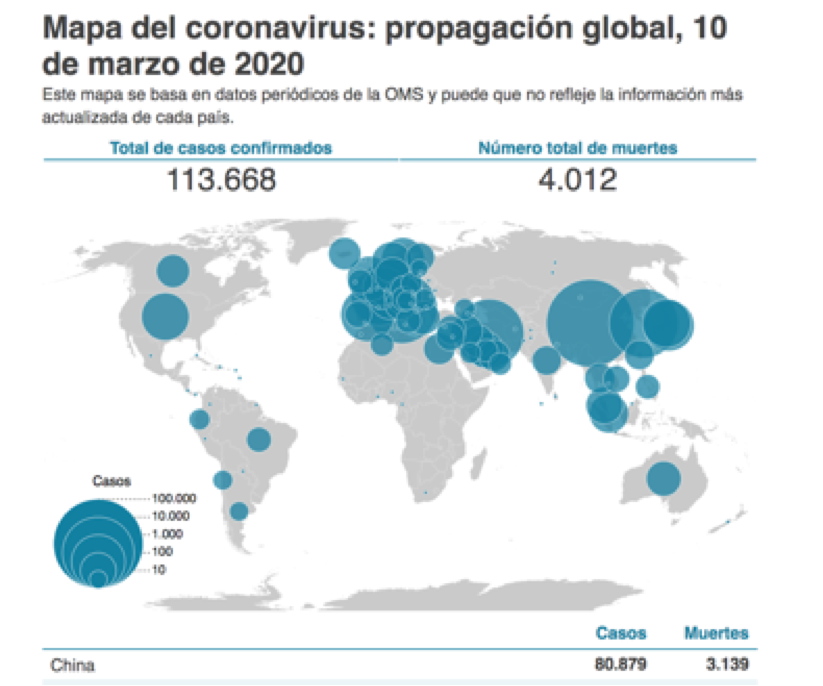 Mapa del coronavirus: propagación global, 10
de marzo de 2020
Este mapa se basa en datos periódicos de la OMS y puede que no refleje la información más
actualizada de cada país.
Total de casos confirmados
Número total de muertes
113.668
4.012
Casos
100.000
10.000
1.000
100
10
Casos Muertes
China 80.879 3.139